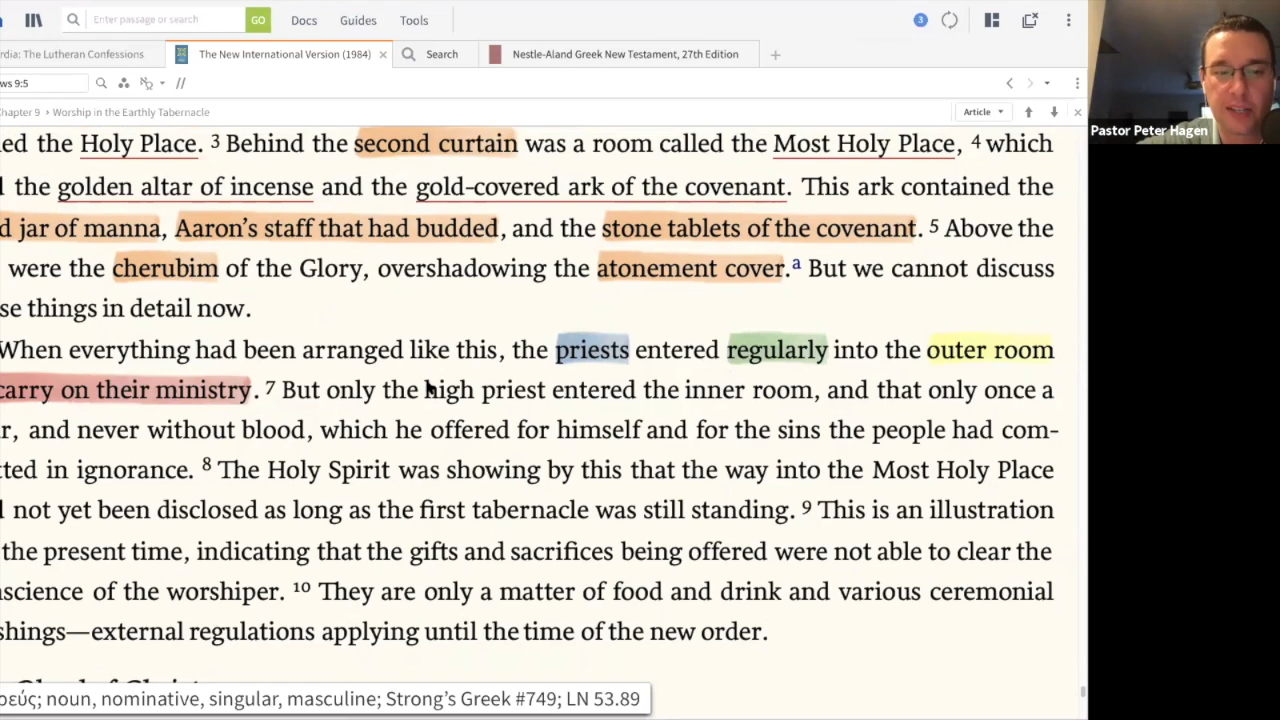 Enter passage or search GO Docs Guides Tools 3
rdia: The Lutheran Confessions The New International Version (1984) × Search Nestle-Aland Greek New Testament, 27th Edition +
ws 9:5 //
Chapter 9 › Worship in the Earthly Tabernacle Article
Pastor Peter Hagen
ed the Holy Place. 3 Behind the second curtain was a room called the Most Holy Place, 4 which
the golden altar of incense and the gold-covered ark of the covenant. This ark contained the
d jar of manna, Aaron’s staff that had budded, and the stone tablets of the covenant. 5 Above the
were the cherubim of the Glory, overshadowing the atonement cover.a But we cannot discuss
se things in detail now.
When everything had been arranged like this, the priests entered regularly into the outer room
carry on their ministry. 7 But only the high priest entered the inner room, and that only once a
r, and never without blood, which he offered for himself and for the sins the people had com-
ted in ignorance. 8 The Holy Spirit was showing by this that the way into the Most Holy Place
not yet been disclosed as long as the first tabernacle was still standing. 9 This is an illustration
the present time, indicating that the gifts and sacrifices being offered were not able to clear the
science of the worshiper. 10 They are only a matter of food and drink and various ceremonial
shings—external regulations applying until the time of the new order.
ρεύς; noun, nominative, singular, masculine; Strong’s Greek #749; LN 53.89